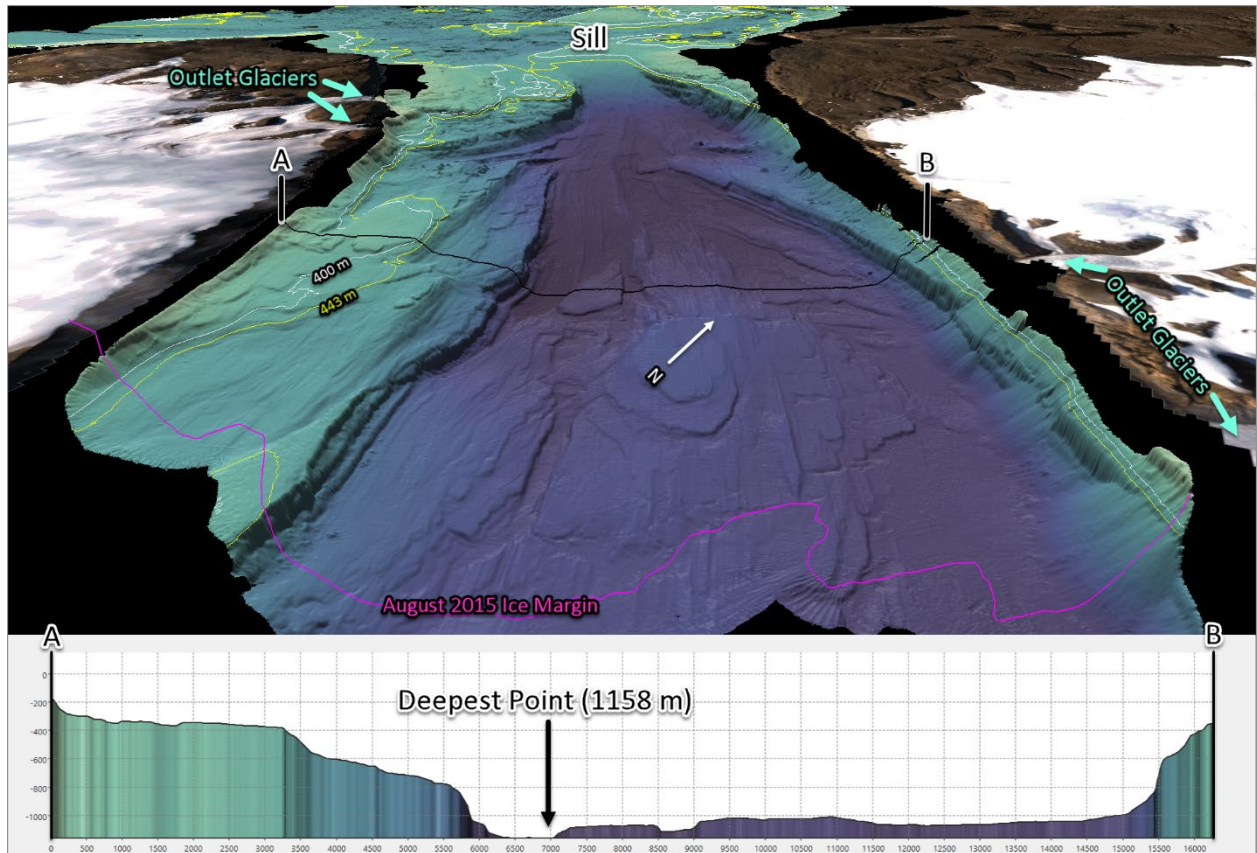 Sill
Outlet Glaciers
A
B
400 m
443 m
N
Outlet Glaciers
August 2015 Ice Margin
A
B
Deepest Point (1158 m)
0
-200
-400
-600
-800
-1000
0 500 1000 1500 2000 2500 3000 3500 4000 4500 5000 5500 6000 6500 7000 7500 8000 8500 9000 9500 10000 10500 11000 11500 12000 12500 13000 13500 14000 14500 15000 15500 16000